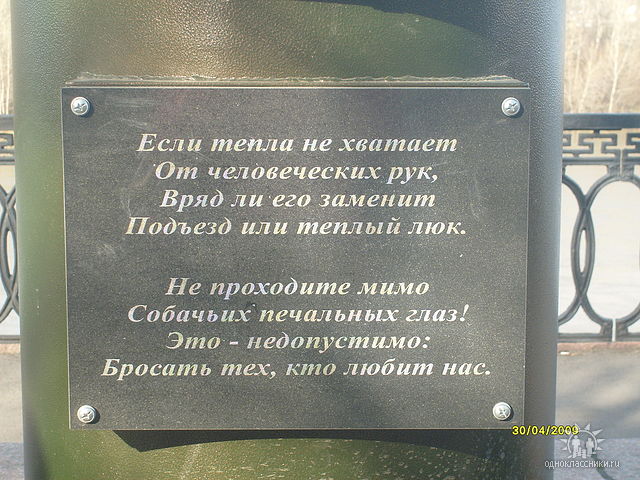 Если тепла не хватает
От человеческих рук,
Вряд ли его заменит
Подъезд или теплый люк.
Не проходите мимо
Собачьих печальных глаз!
Это - недопустимо:
Бросать тех, кто любит нас.
30/04/2009
одноклассники.ru